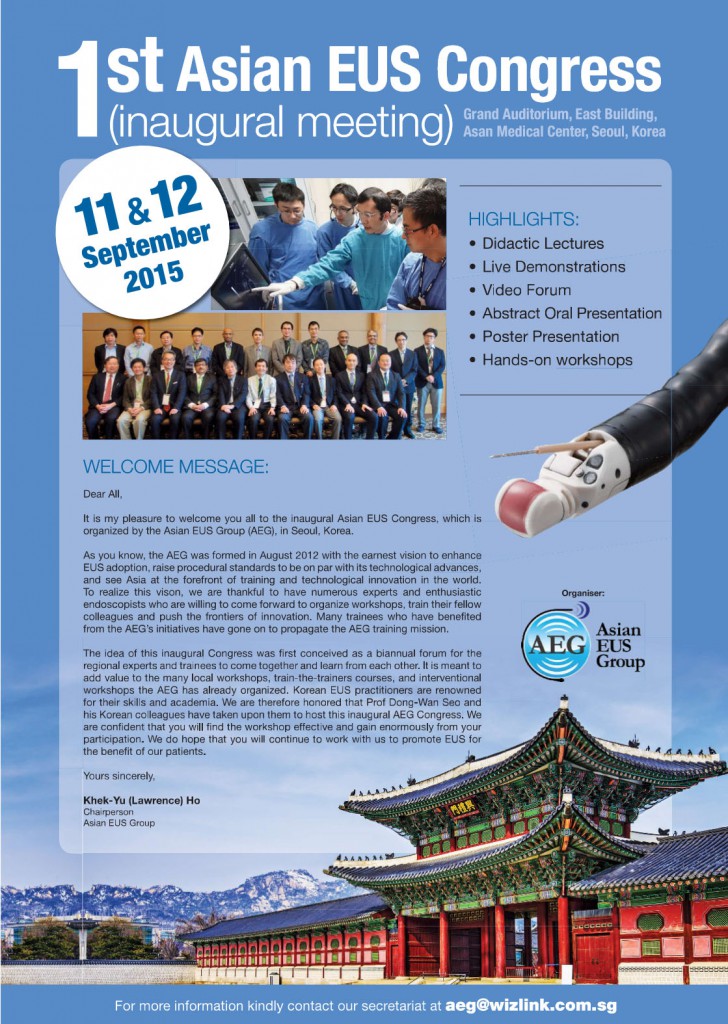 1st Asian EUS Congress
(inaugural meeting)
Grand Auditorium, East Building,
Asan Medical Center, Seoul, Korea
11 & 12
September
2015
HIGHLIGHTS:
• Didactic Lectures
• Live Demonstrations
• Video Forum
• Abstract Oral Presentation
• Poster Presentation
• Hands-on workshops
WELCOME MESSAGE:
Dear All,
It is my pleasure to welcome you all to the inaugural Asian EUS Congress, which is
organized by the Asian EUS Group (AEG), in Seoul, Korea.
As you know, the AEG was formed in August 2012 with the earnest vision to enhance
EUS adoption, raise procedural standards to be on par with its technological advances,
and see Asia at the forefront of training and technological innovation in the world.
To realize this vison, we are thankful to have numerous experts and enthusiastic
endoscopists who are willing to come forward to organize workshops, train their fellow
colleagues and push the frontiers of innovation. Many trainees who have benefited
from the AEG's initiatives have gone on to propagate the AEG training mission.
The idea of this inaugural Congress was first conceived as a biannual forum for the
regional experts and trainees to come together and learn from each other. It is meant to
add value to the many local workshops, train-the-trainers courses, and interventional
workshops the AEG has already organized. Korean EUS practitioners are renowned
for their skills and academia. We are therefore honored that Prof Dong-Wan Seo and
his Korean colleagues have taken upon them to host this inaugural AEG Congress. We
are confident that you will find the workshop effective and gain enormously from your
participation. We do hope that you will continue to work with us to promote EUS for
the benefit of our patients.
Yours sincerely,
Khek-Yu (Lawrence) Ho
Chairperson
Asian EUS Group
Organiser:
AEG
Asian
EUS
Group
For more information kindly contact our secretariat at aeg@wizlink.com.sg